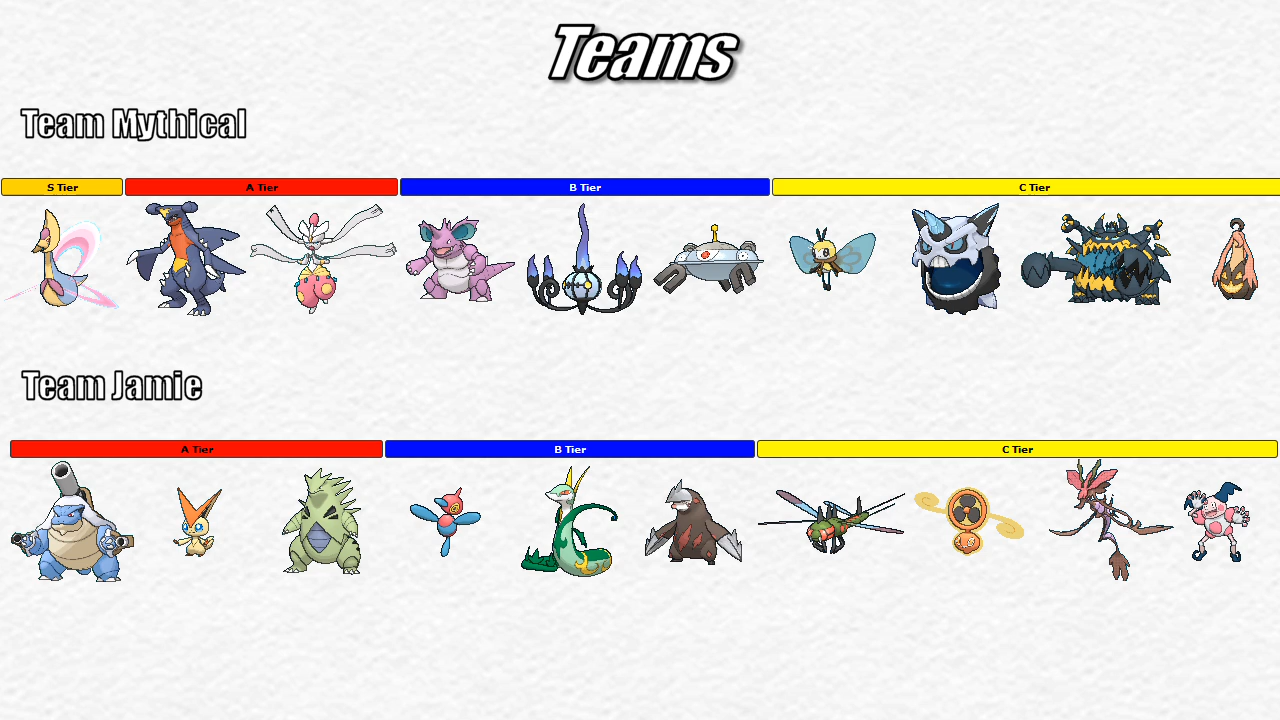 Teams
Team Mythical
S Tier A Tier B Tier C Tier
Team Jamie
A Tier B Tier C Tier